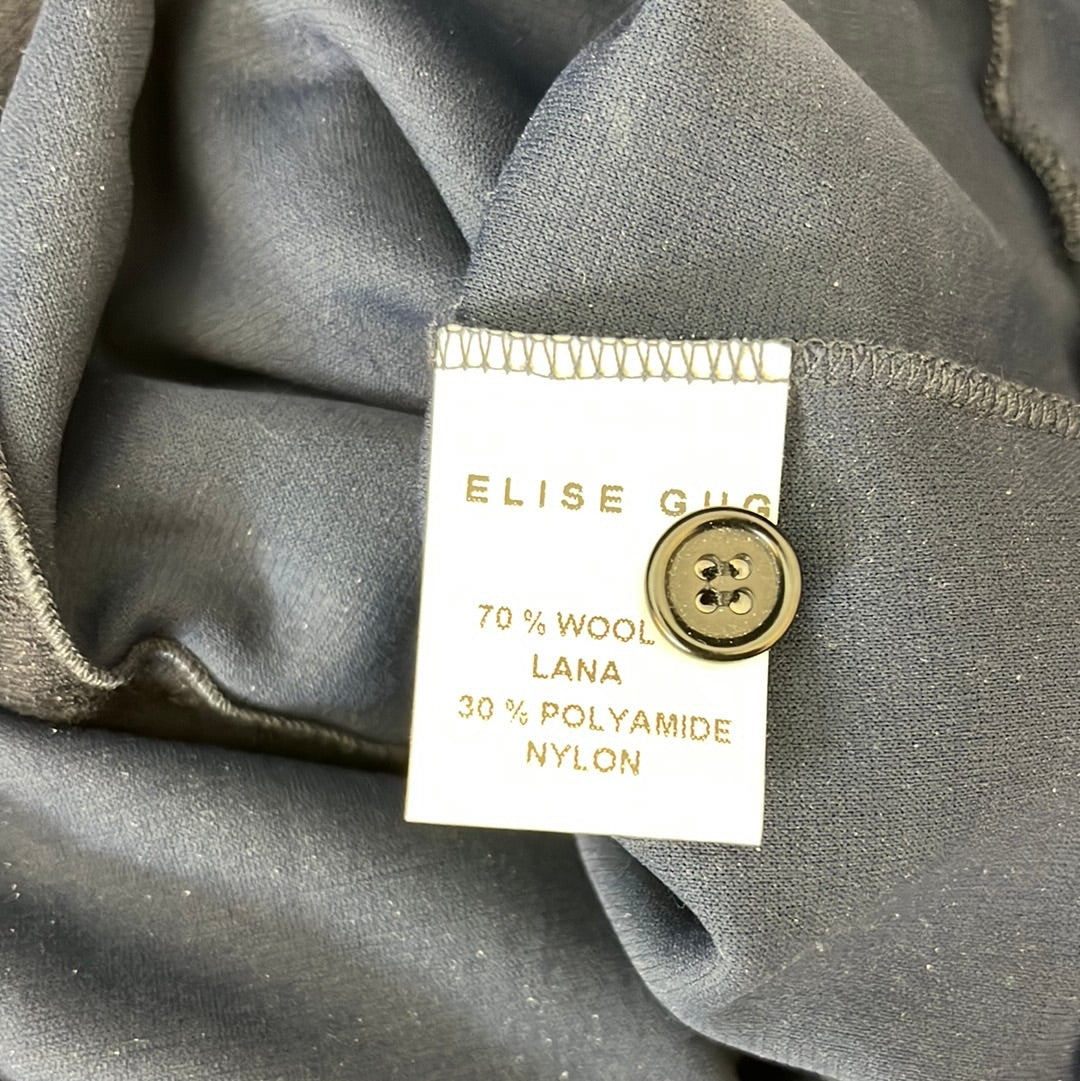 ELISE GUG
70 % WOOL
LANA
30 % POLYAMIDE
NYLON